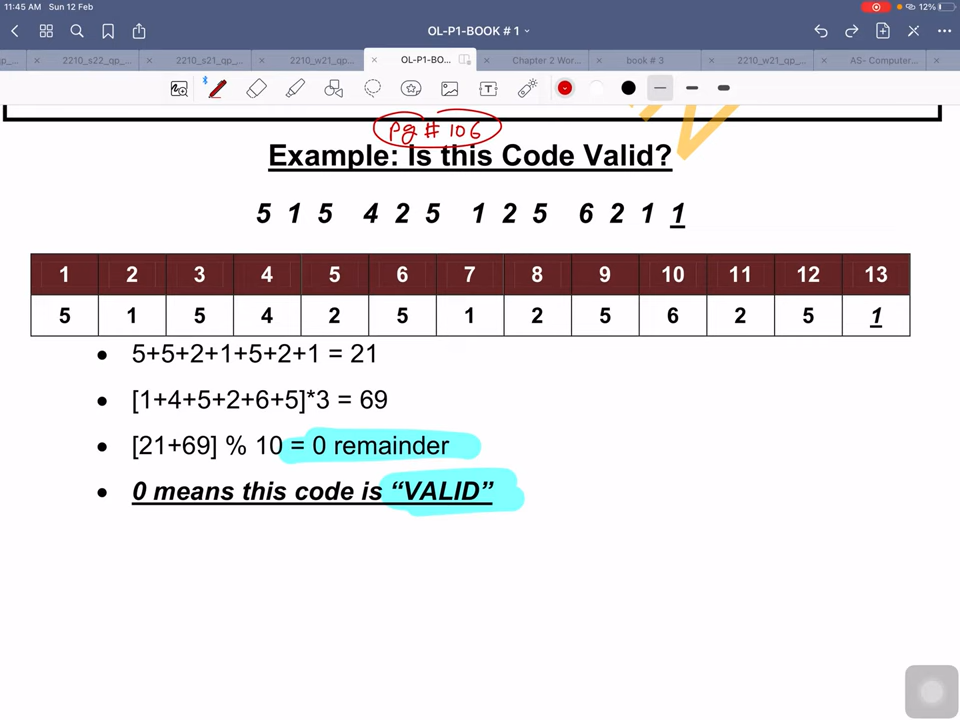 11:45 AM Sun 12 Feb
12%
OL-P1-BOOK # 1
2210_s22_qp_...
2210_s21_qp_...
2210_w21_qp...
OL-P1-BO...
Chapter 2 Wor...
book # 3
2210_w21_qp_...
AS- Computer...
T
Pg # 106
Example: Is this Code Valid?
5 1 5 4 2 5 1 2 5 6 2 1 1
1 2 3 4 5 6 7 8 9 10 11 12 13
5 1 5 4 2 5 1 2 5 6 2 5 1
• 5+5+2+1+5+2+1 = 21
• [1+4+5+2+6+5]*3 = 69
• [21+69] % 10 = 0 remainder
• 0 means this code is “VALID”